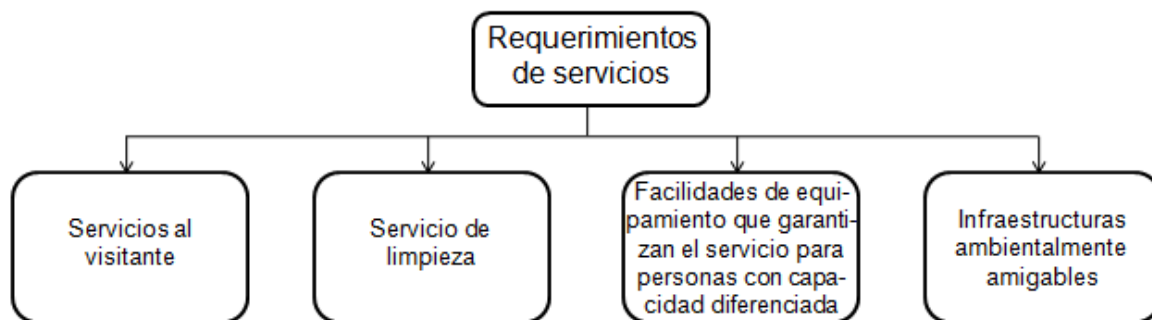 Requerimientos
de servicios
Servicios al
visitante
Servicio de
limpieza
Facilidades de equi-
pamiento que garanti-
zan el servicio para
personas con capa-
cidad diferenciada
Infraestructuras
ambientalmente
amigables